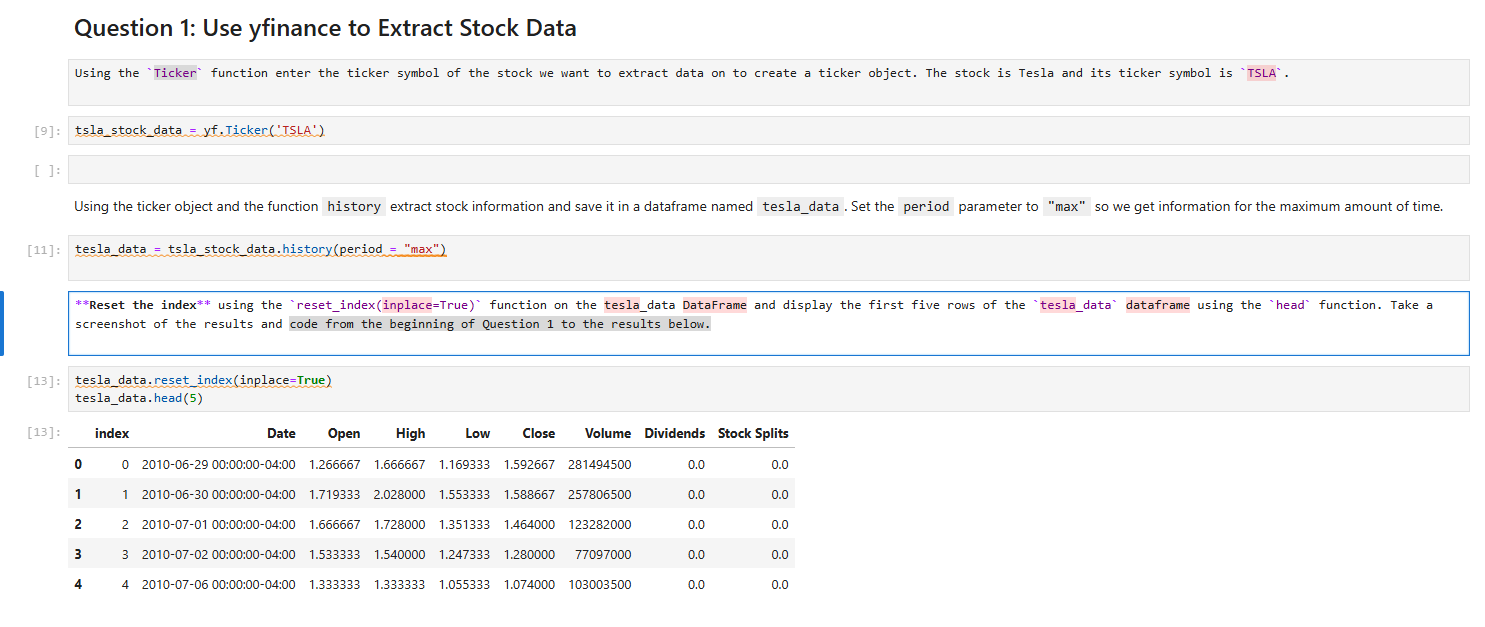 Question 1: Use yfinance to Extract Stock Data
Using the `Ticker` function enter the ticker symbol of the stock we want to extract data on to create a ticker object. The stock is Tesla and its ticker symbol is `TSLA`.
[9]: tsla_stock_data = yf.Ticker('TSLA')
[ ]:
Using the ticker object and the function history extract stock information and save it in a dataframe named tesla_data. Set the period parameter to "max" so we get information for the maximum amount of time.
[11]: tesla_data = tsla_stock_data.history(period = "max")
**Reset the index** using the `reset_index(inplace=True)` function on the tesla_data DataFrame and display the first five rows of the `tesla_data` dataframe using the `head` function. Take a
screenshot of the results and code from the beginning of Question 1 to the results below.
[13]: tesla_data.reset_index(inplace=True)
tesla_data.head(5)
[13]: index Date Open High Low Close Volume Dividends Stock Splits
0 0 2010-06-29 00:00:00-04:00 1.266667 1.666667 1.169333 1.592667 281494500 0.0 0.0
1 1 2010-06-30 00:00:00-04:00 1.719333 2.028000 1.553333 1.588667 257806500 0.0 0.0
2 2 2010-07-01 00:00:00-04:00 1.666667 1.728000 1.351333 1.464000 123282000 0.0 0.0
3 3 2010-07-02 00:00:00-04:00 1.533333 1.540000 1.247333 1.280000 77097000 0.0 0.0
4 4 2010-07-06 00:00:00-04:00 1.333333 1.333333 1.055333 1.074000 103003500 0.0 0.0